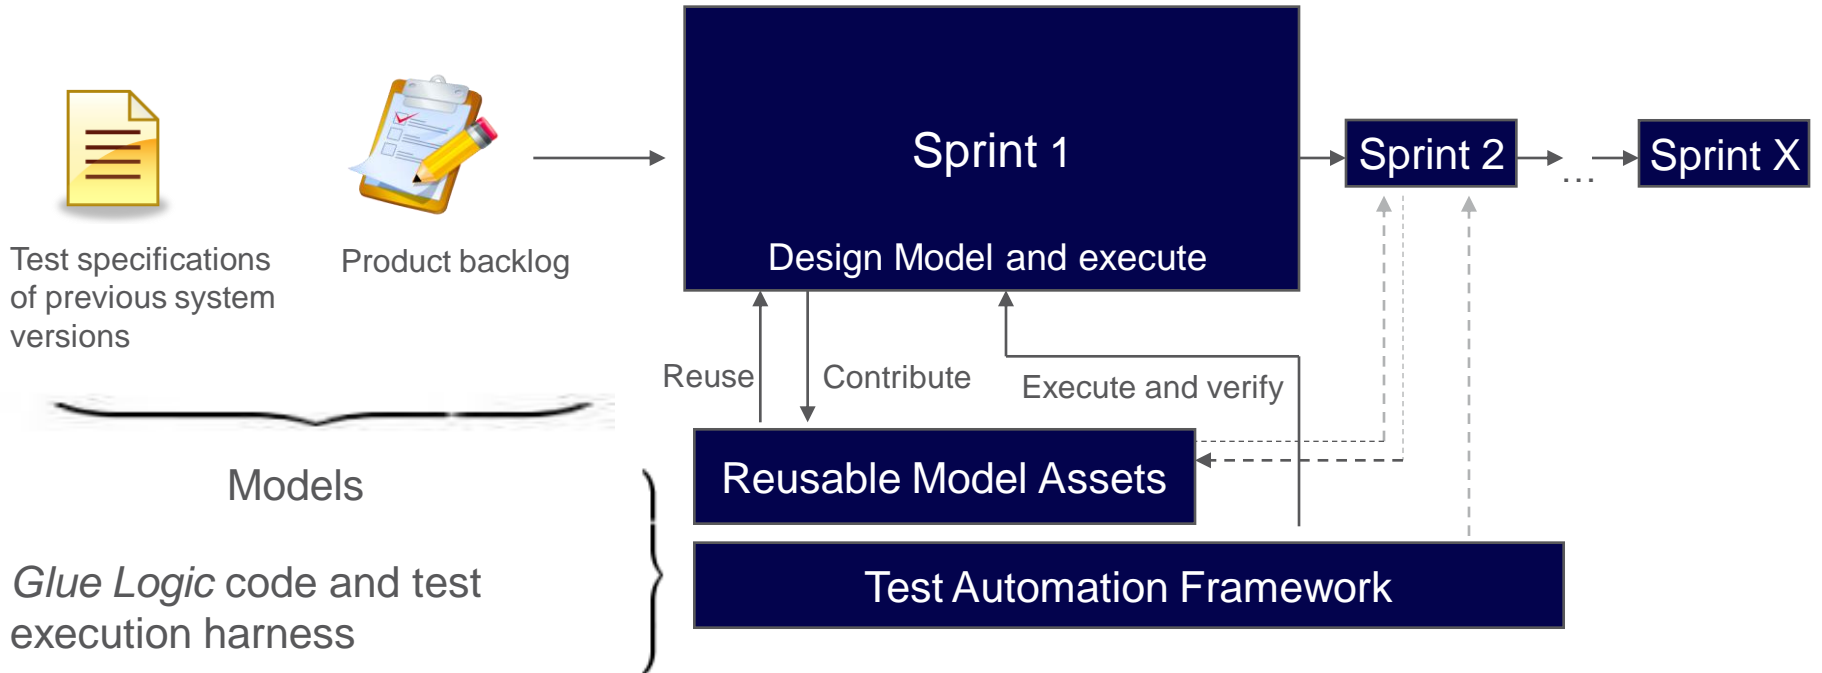 Sprint 1
Design Model and execute
Sprint 2
...
Sprint X
Test specifications
of previous system
versions
Product backlog
Reuse
Contribute
Execute and verify
Models
Reusable Model Assets
Glue Logic code and test
execution harness
Test Automation Framework